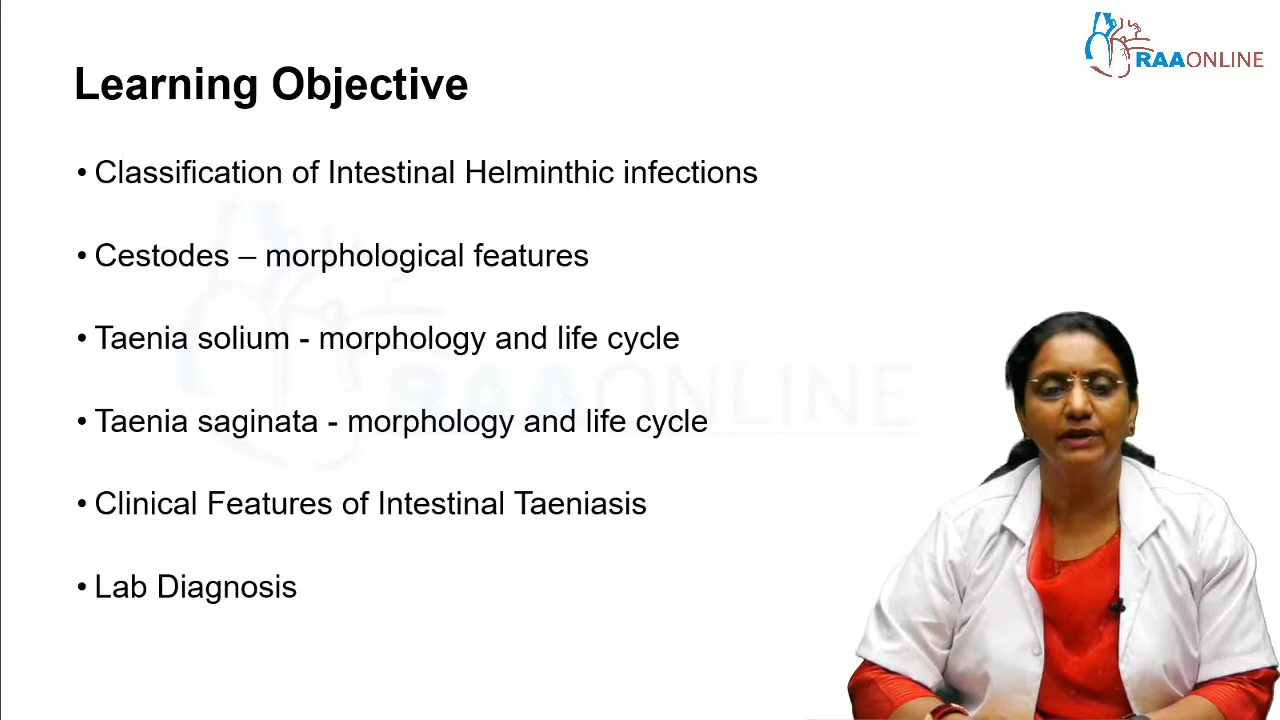 RAAONLINE
Learning Objective
• Classification of Intestinal Helminthic infections
• Cestodes – morphological features
• Taenia solium - morphology and life cycle
• Taenia saginata - morphology and life cycle
• Clinical Features of Intestinal Taeniasis
• Lab Diagnosis
RAAONLINE